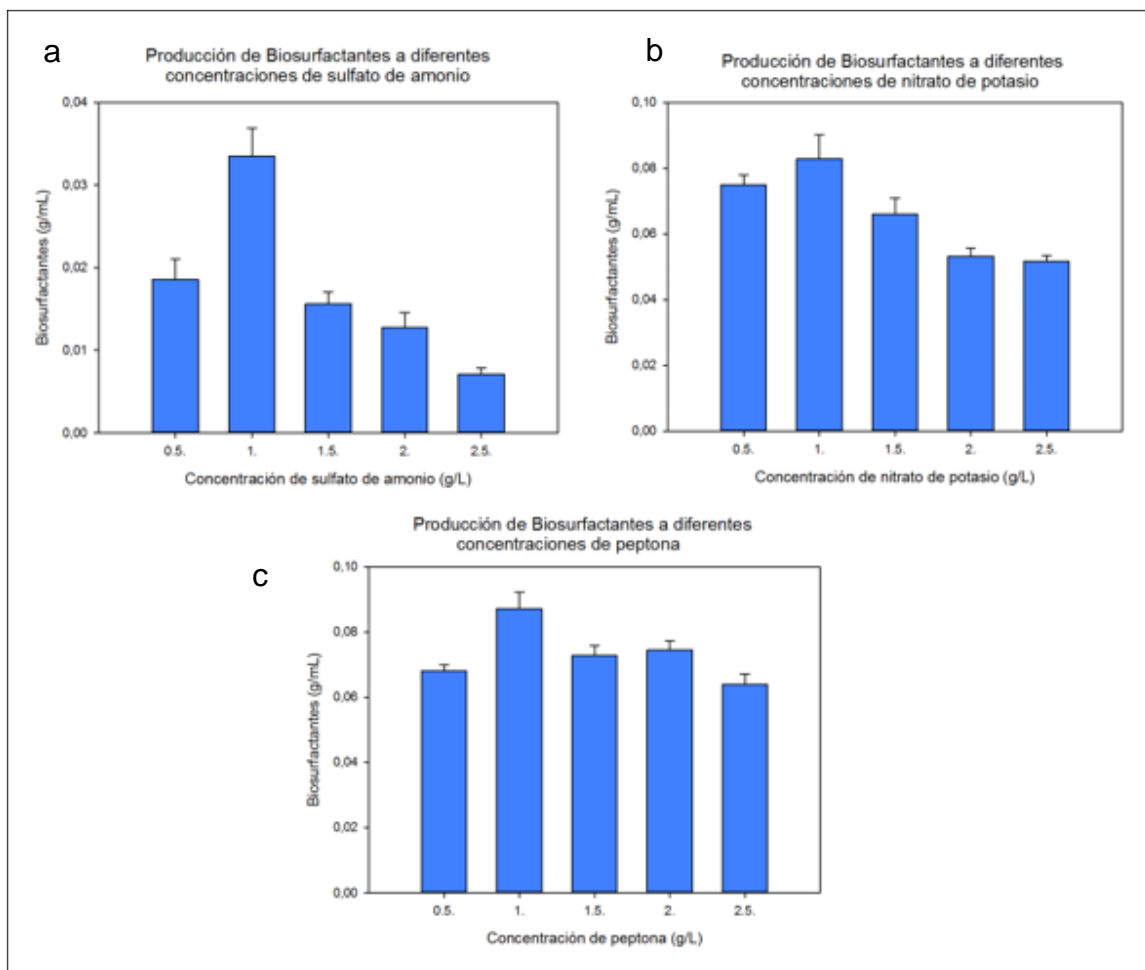 a
Producción de Biosurfactantes a diferentes
concentraciones de sulfato de amonio
0,04
0,03
0,02
0,01
0,00
Biosurfactantes (g/mL)
0.5.
1.
1.5.
2.
2.5.
Concentración de sulfato de amonio (g/L)
b
Producción de Biosurfactantes a diferentes
concentraciones de nitrato de potasio
0,10
0,08
0,06
0,04
0,02
0,00
Biosurfactantes (g/mL)
0.5.
1.
1.5.
2.
2.5.
Concentración de nitrato de potasio (g/L)
c
Producción de Biosurfactantes a diferentes
concentraciones de peptona
0,10
0,08
0,06
0,04
0,02
0,00
Biosurfactantes (g/mL)
0.5.
1.
1.5.
2.
2.5.
Concentración de peptona (g/L)